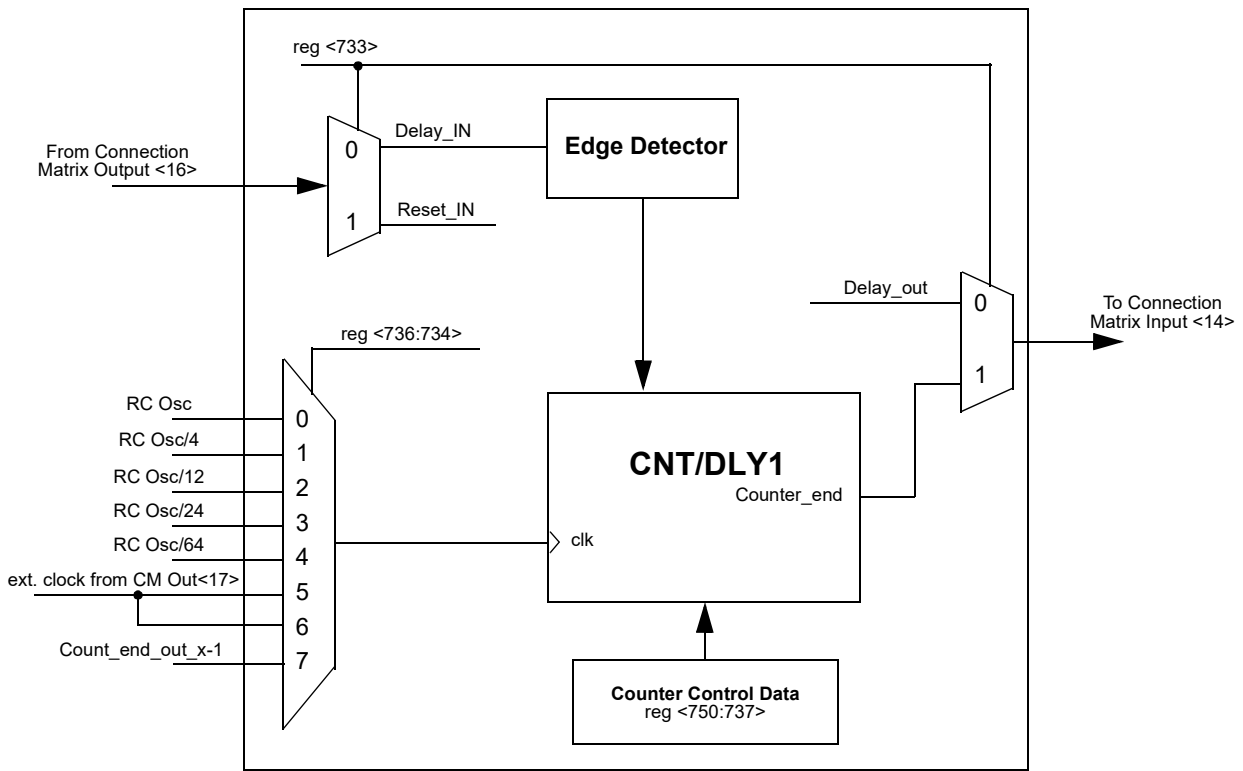 reg <733>
From Connection
Matrix Output <16>
0
Delay_IN
1
Reset_IN
Edge Detector
Delay_out
0
1
To Connection
Matrix Input <14>
reg <736:734>
RC Osc
0
RC Osc/4
1
RC Osc/12
2
RC Osc/24
3
RC Osc/64
4
ext. clock from CM Out<17>
5
6
Count_end_out_x-1
7
CNT/DLY1
Counter_end
clk
Counter Control Data
reg <750:737>